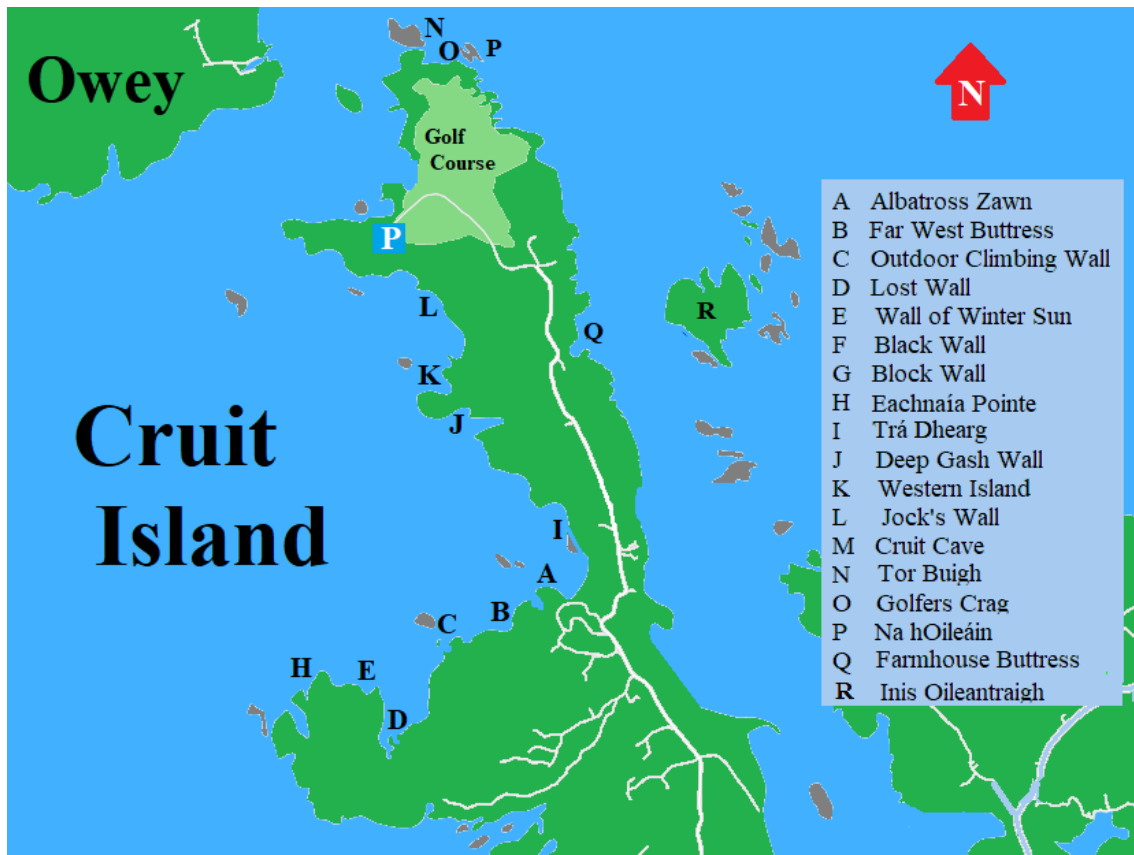 N
O
P
Owey
N
Golf
Course
P
L
R
Q
K
J
Cruit
Island
I
A
B
C
H
E
D
A Albatross Zawn
B Far West Buttress
C Outdoor Climbing Wall
D Lost Wall
E Wall of Winter Sun
F Black Wall
G Block Wall
H Eachnaía Pointe
I Trá Dhearg
J Deep Gash Wall
K Western Island
L Jock's Wall
M Cruit Cave
N Tor Buigh
O Golfers Crag
P Na hOileáin
Q Farmhouse Buttress
R Inis Oileantraigh